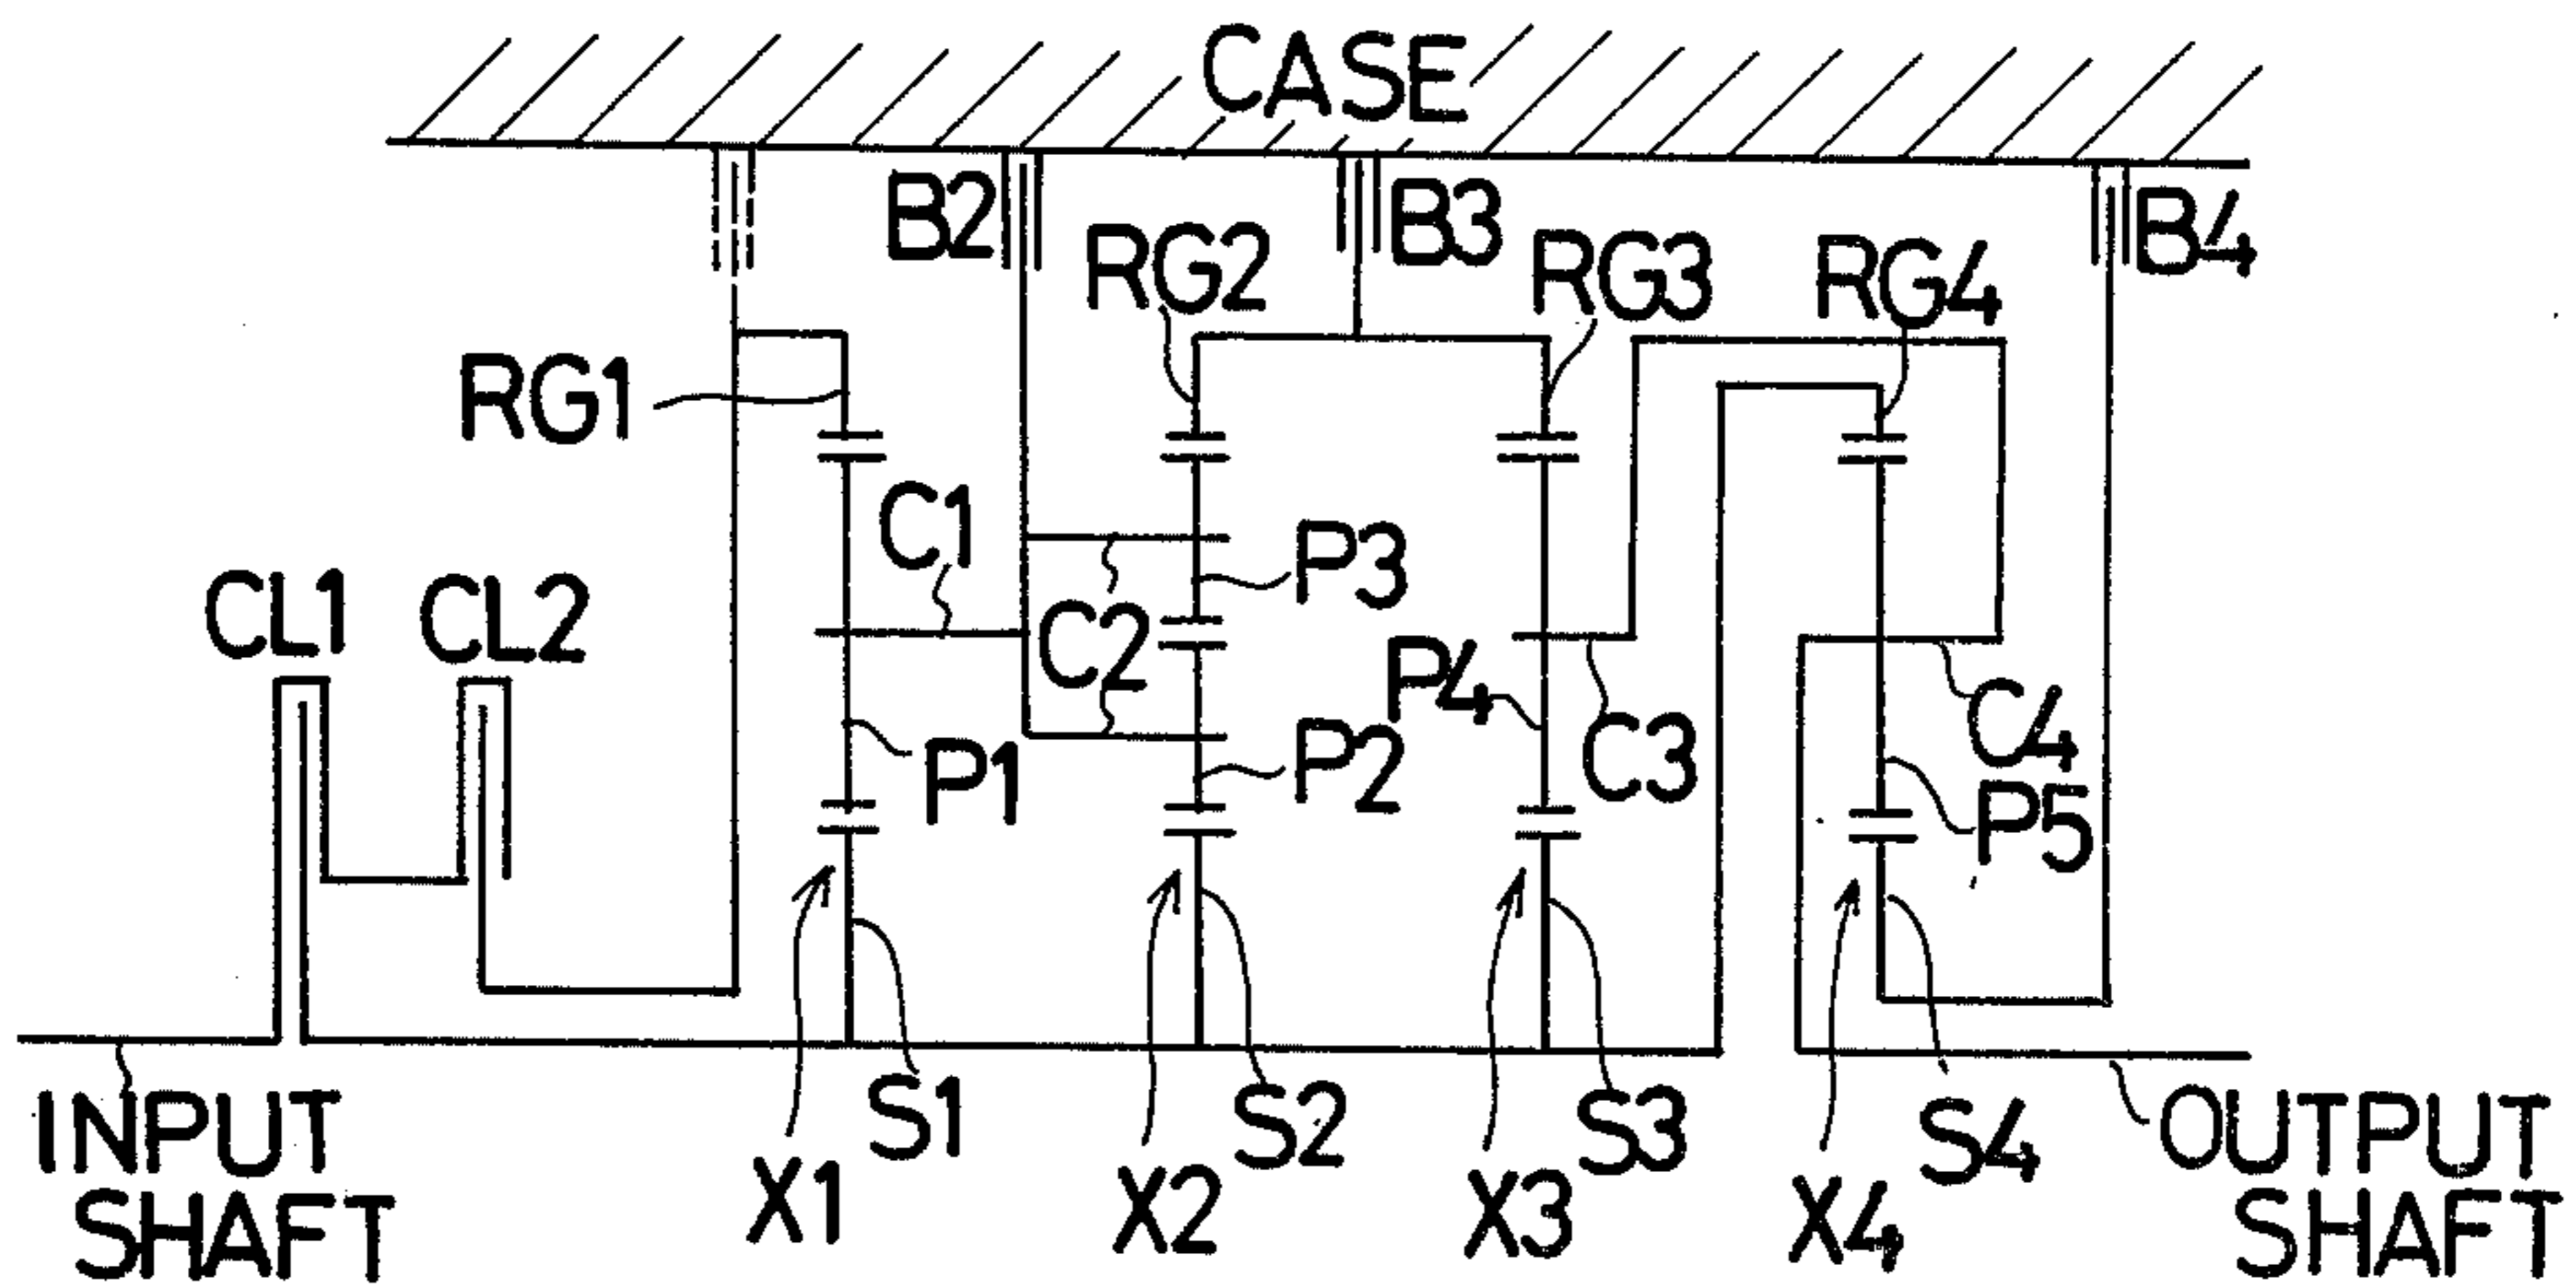 CASE
B2
B3
B4
RG2
RG3
RG4
RG1
C1
P3
CL1
CL2
C2
P4
C3
C4
P1
P2
P5
S1
S2
S3
S4
X1
X2
X3
X4
INPUT
SHAFT
OUTPUT
SHAFT